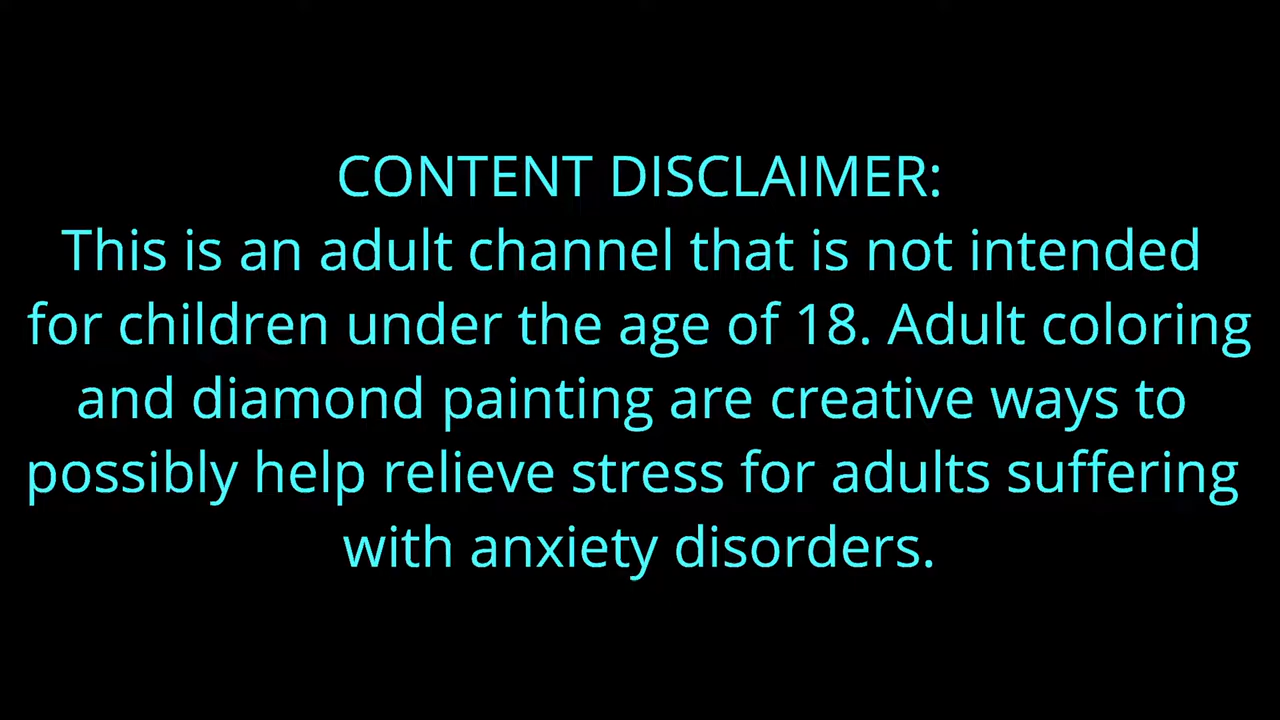 CONTENT DISCLAIMER:
This is an adult channel that is not intended
for children under the age of 18. Adult coloring
and diamond painting are creative ways to
possibly help relieve stress for adults suffering
with anxiety disorders.